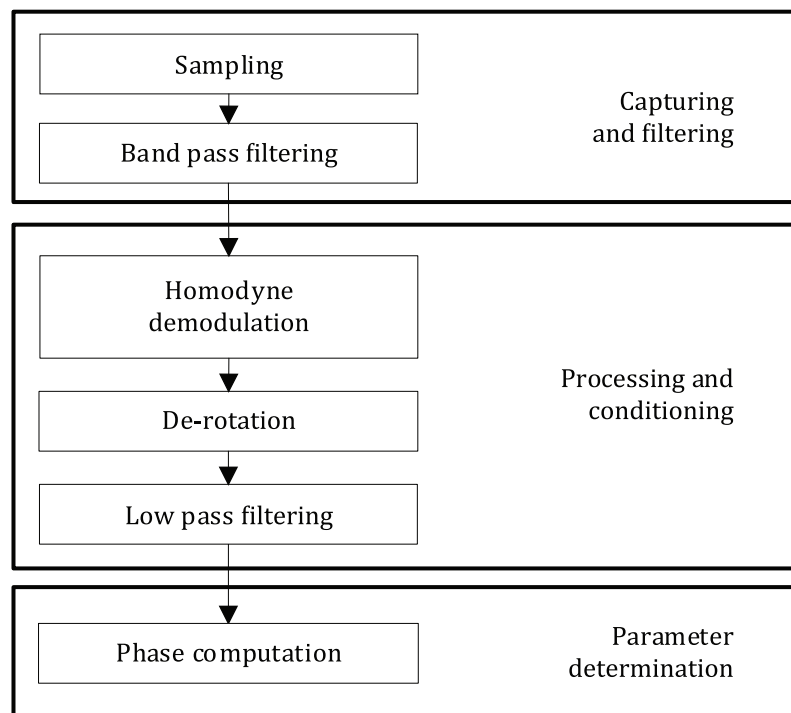 Sampling
Band pass filtering
Capturing
and filtering
Homodyne
demodulation
De-rotation
Low pass filtering
Processing and
conditioning
Phase computation
Parameter
determination